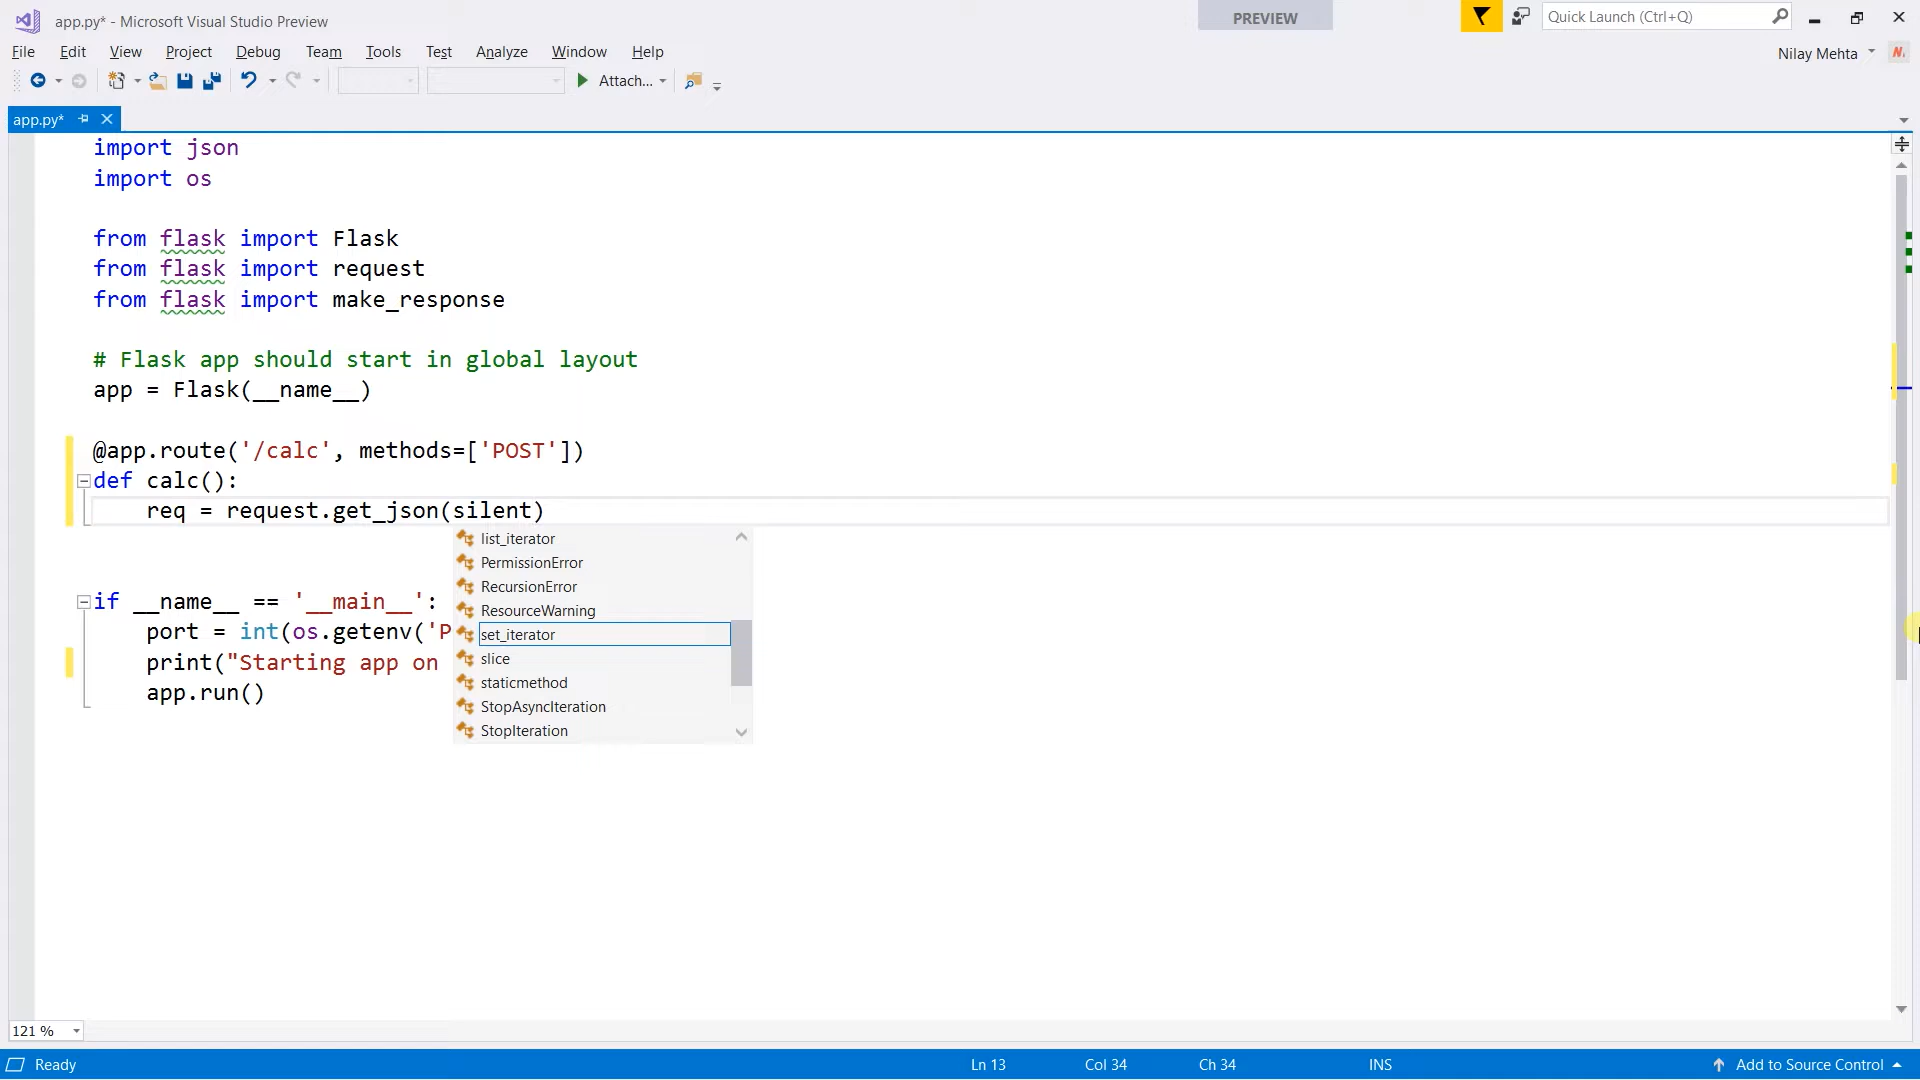 app.py* - Microsoft Visual Studio Preview
PREVIEW
Quick Launch (Ctrl+Q)
File Edit View Project Debug Team Tools Test Analyze Window Help
Nilay Mehta
N.
Attach...
app.py*
import json
import os
from flask import Flask
from flask import request
from flask import make_response
# Flask app should start in global layout
app = Flask(__name__)
@app.route('/calc', methods=['POST'])
def calc():
req = request.get_json(silent)
list_iterator
PermissionError
RecursionError
ResourceWarning
set_iterator
slice
staticmethod
StopAsyncIteration
StopIteration
if __name__ == '__main__':
port = int(os.getenv('P
print("Starting app on
app.run()
121 %
Ready
Ln 13
Col 34
Ch 34
INS
Add to Source Control